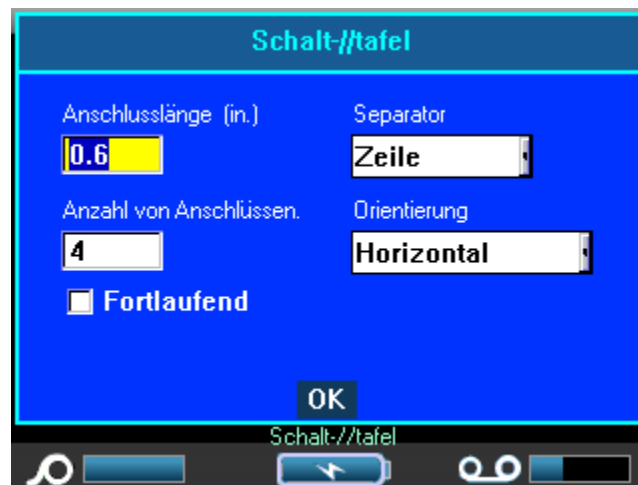 Schalt-//tafel
Anschlusslänge (in.)
Separator
0.6
Zeile
Anzahl von Anschlüssen.
Orientierung
4
Horizontal
Fortlaufend
OK
Schalt-//tafel